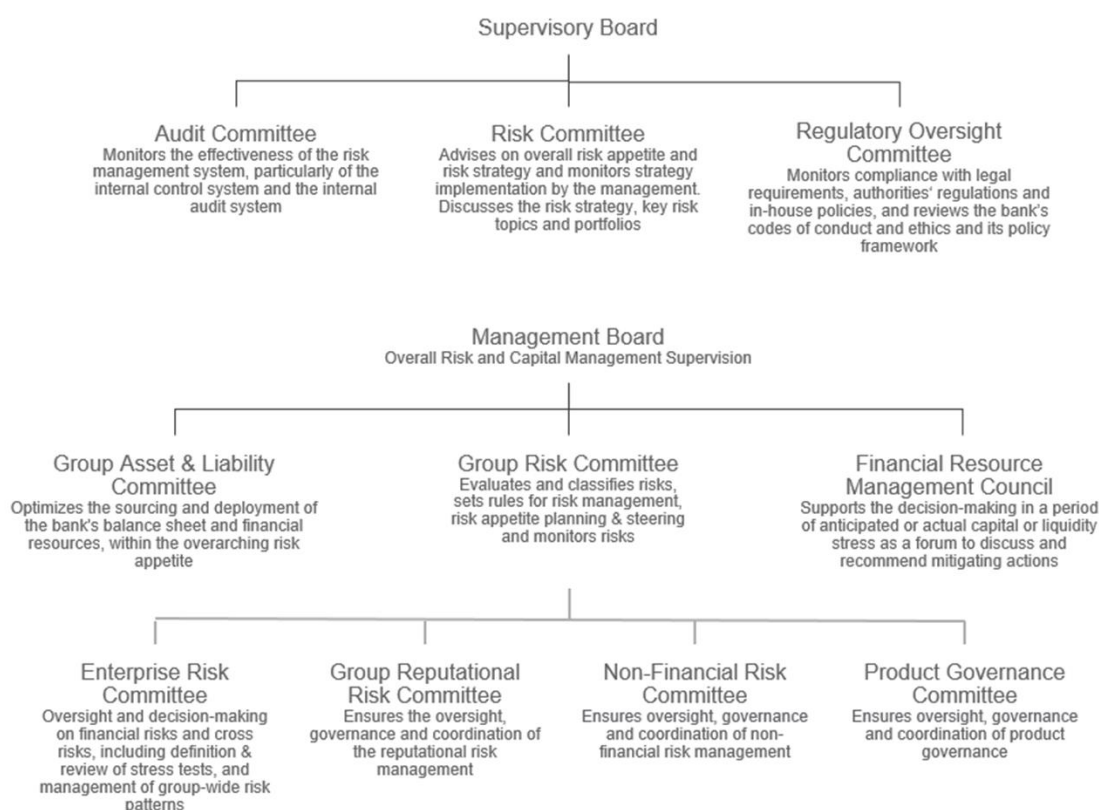 Supervisory Board
Audit Committee
Monitors the effectiveness of the risk
management system, particularly of the
internal control system and the internal
audit system
Risk Committee
Advises on overall risk appetite and
risk strategy and monitors strategy
implementation by the management.
Discusses the risk strategy, key risk
topics and portfolios
Regulatory Oversight
Committee
Monitors compliance with legal
requirements, authorities‘ regulations and
in-house policies, and reviews the bank's
codes of conduct and ethics and its policy
framework
Management Board
Overall Risk and Capital Management Supervision
Group Asset & Liability
Committee
Optimizes the sourcing and deployment of
the bank's balance sheet and financial
resources, within the overarching risk
appetite
Group Risk Committee
Evaluates and classifies risks,
sets rules for risk management,
risk appetite planning & steering
and monitors risks
Financial Resource
Management Council
Supports the decision-making in a period
of anticipated or actual capital or liquidity
stress as a forum to discuss and
recommend mitigating actions
Enterprise Risk
Committee
Oversight and decision-making
on financial risks and cross
risks, including definition &
review of stress tests, and
management of group-wide risk
patterns
Group Reputational
Risk Committee
Ensures the oversight,
governance and coordination of
the reputational risk
management
Non-Financial Risk
Committee
Ensures oversight, governance
and coordination of non-
financial risk management
Product Governance
Committee
Ensures oversight, governance
and coordination of product
governance